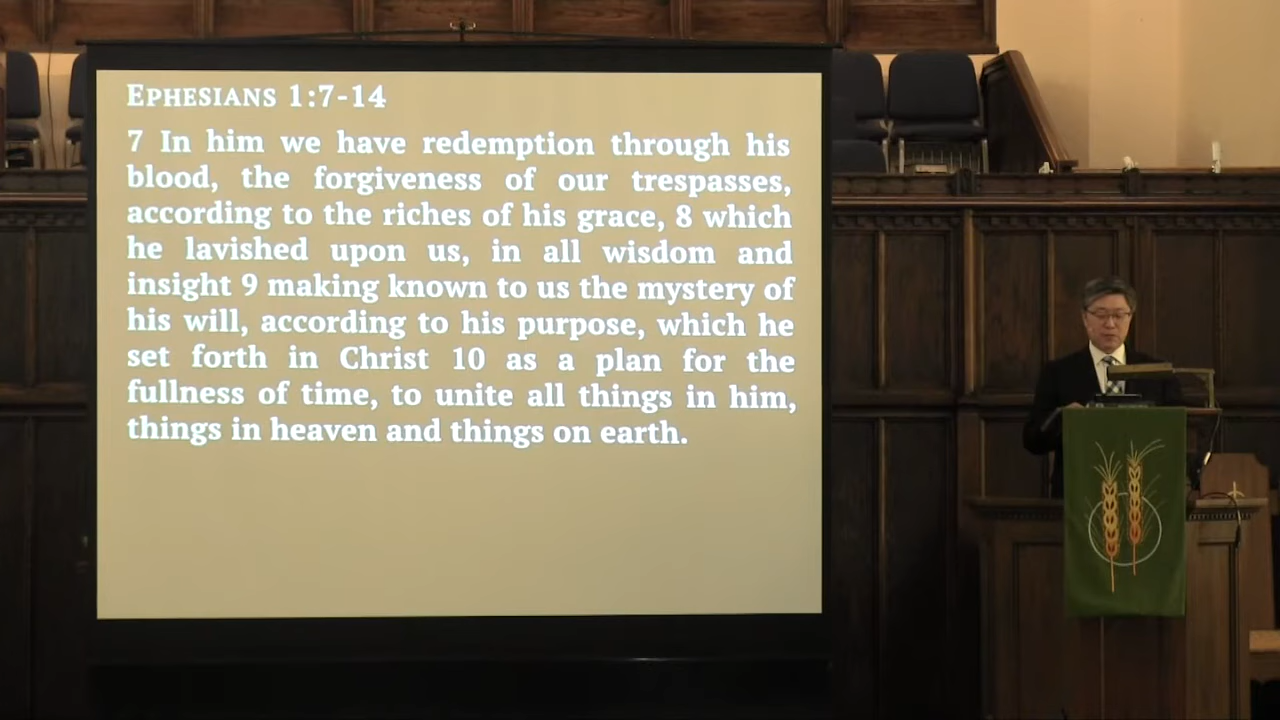 EPHESIANS 1:7-14
7 In him we have redemption through his
blood, the forgiveness of our trespasses,
according to the riches of his grace, 8 which
he lavished upon us, in all wisdom and
insight 9 making known to us the mystery of
his will, according to his purpose, which he
set forth in Christ 10 as a plan for the
fullness of time, to unite all things in him,
things in heaven and things on earth.